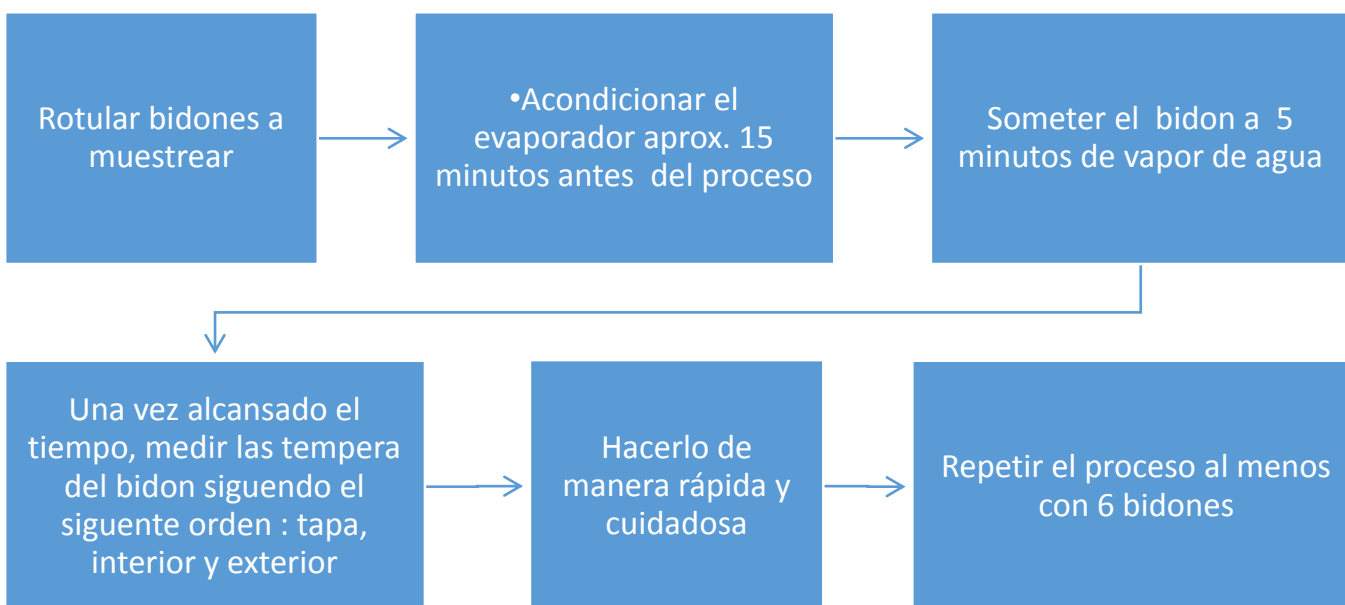 Rotular bidones a
muestrear
•Acondicionar el
evaporador aprox. 15
minutos antes del proceso
Someter el bidon a 5
minutos de vapor de agua
Una vez alcansado el
tiempo, medir las tempera
del bidon siguendo el
siguente orden : tapa,
interior y exterior
Hacerlo de
manera rápida y
cuidadosa
Repetir el proceso al menos
con 6 bidones